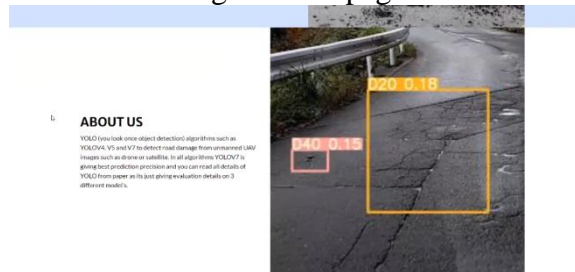 D20 0.18
ABOUT US
YOLO (you look once object detection) algorithms such as
YOLOV4, V5 and V7 to detect road damage from unmanned UAV
images such as drone or satellite. In all algorithms YOLOV7 is
giving best prediction precision and you can read all details of
YOLO from paper as its just giving evaluation details on 3
different model's.
D40 0.15